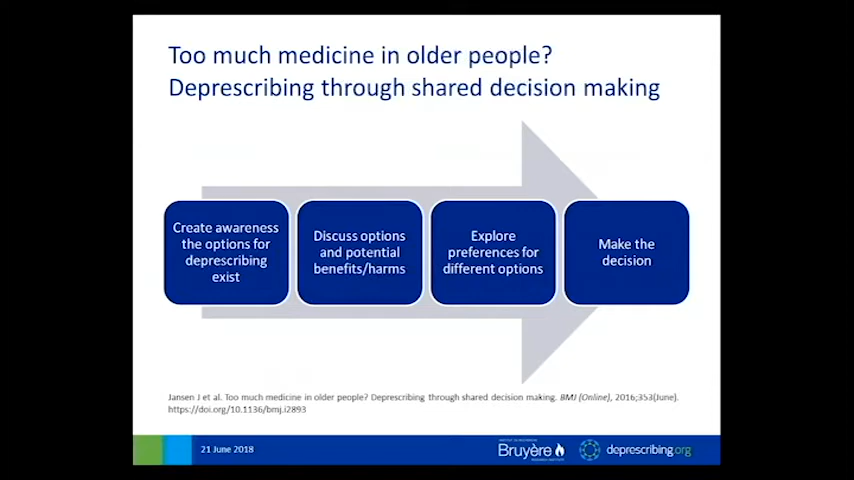 Too much medicine in older people?
Deprescribing through shared decision making
Create awareness
the options for
deprescribing
exist
Discuss options
and potential
benefits/harms
Explore
preferences for
different options
Make the
decision
Jansen J et al. Too much medicine in older people? Deprescribing through shared decision making. BMJ (Online), 2016;353(June).
https://doi.org/10.1136/bmj.i2893
21 June 2018
Bruyère
deprescribing.org